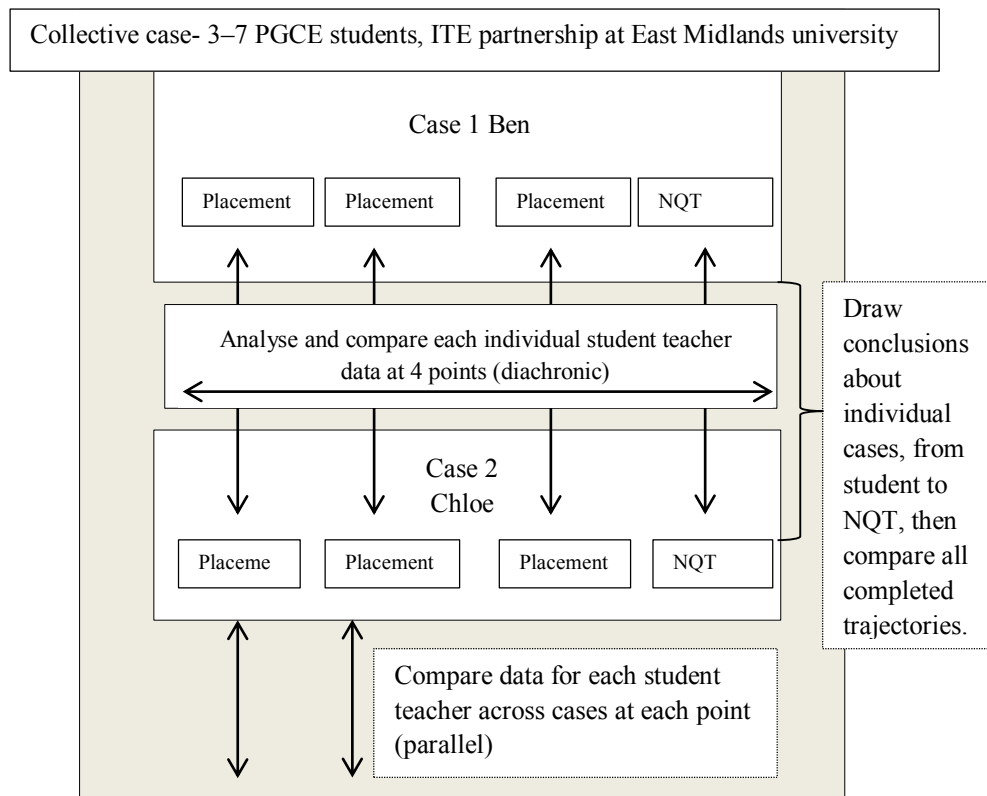 Collective case- 3–7 PGCE students, ITE partnership at East Midlands university
Case 1 Ben
Placement
Placement
Placement
NQT
Analyse and compare each individual student teacher
data at 4 points (diachronic)
Case 2
Chloe
Placeme
Placement
Placement
NQT
Draw
conclusions
about
individual
cases, from
student to
NQT, then
compare all
completed
trajectories.
Compare data for each student
teacher across cases at each point
(parallel)